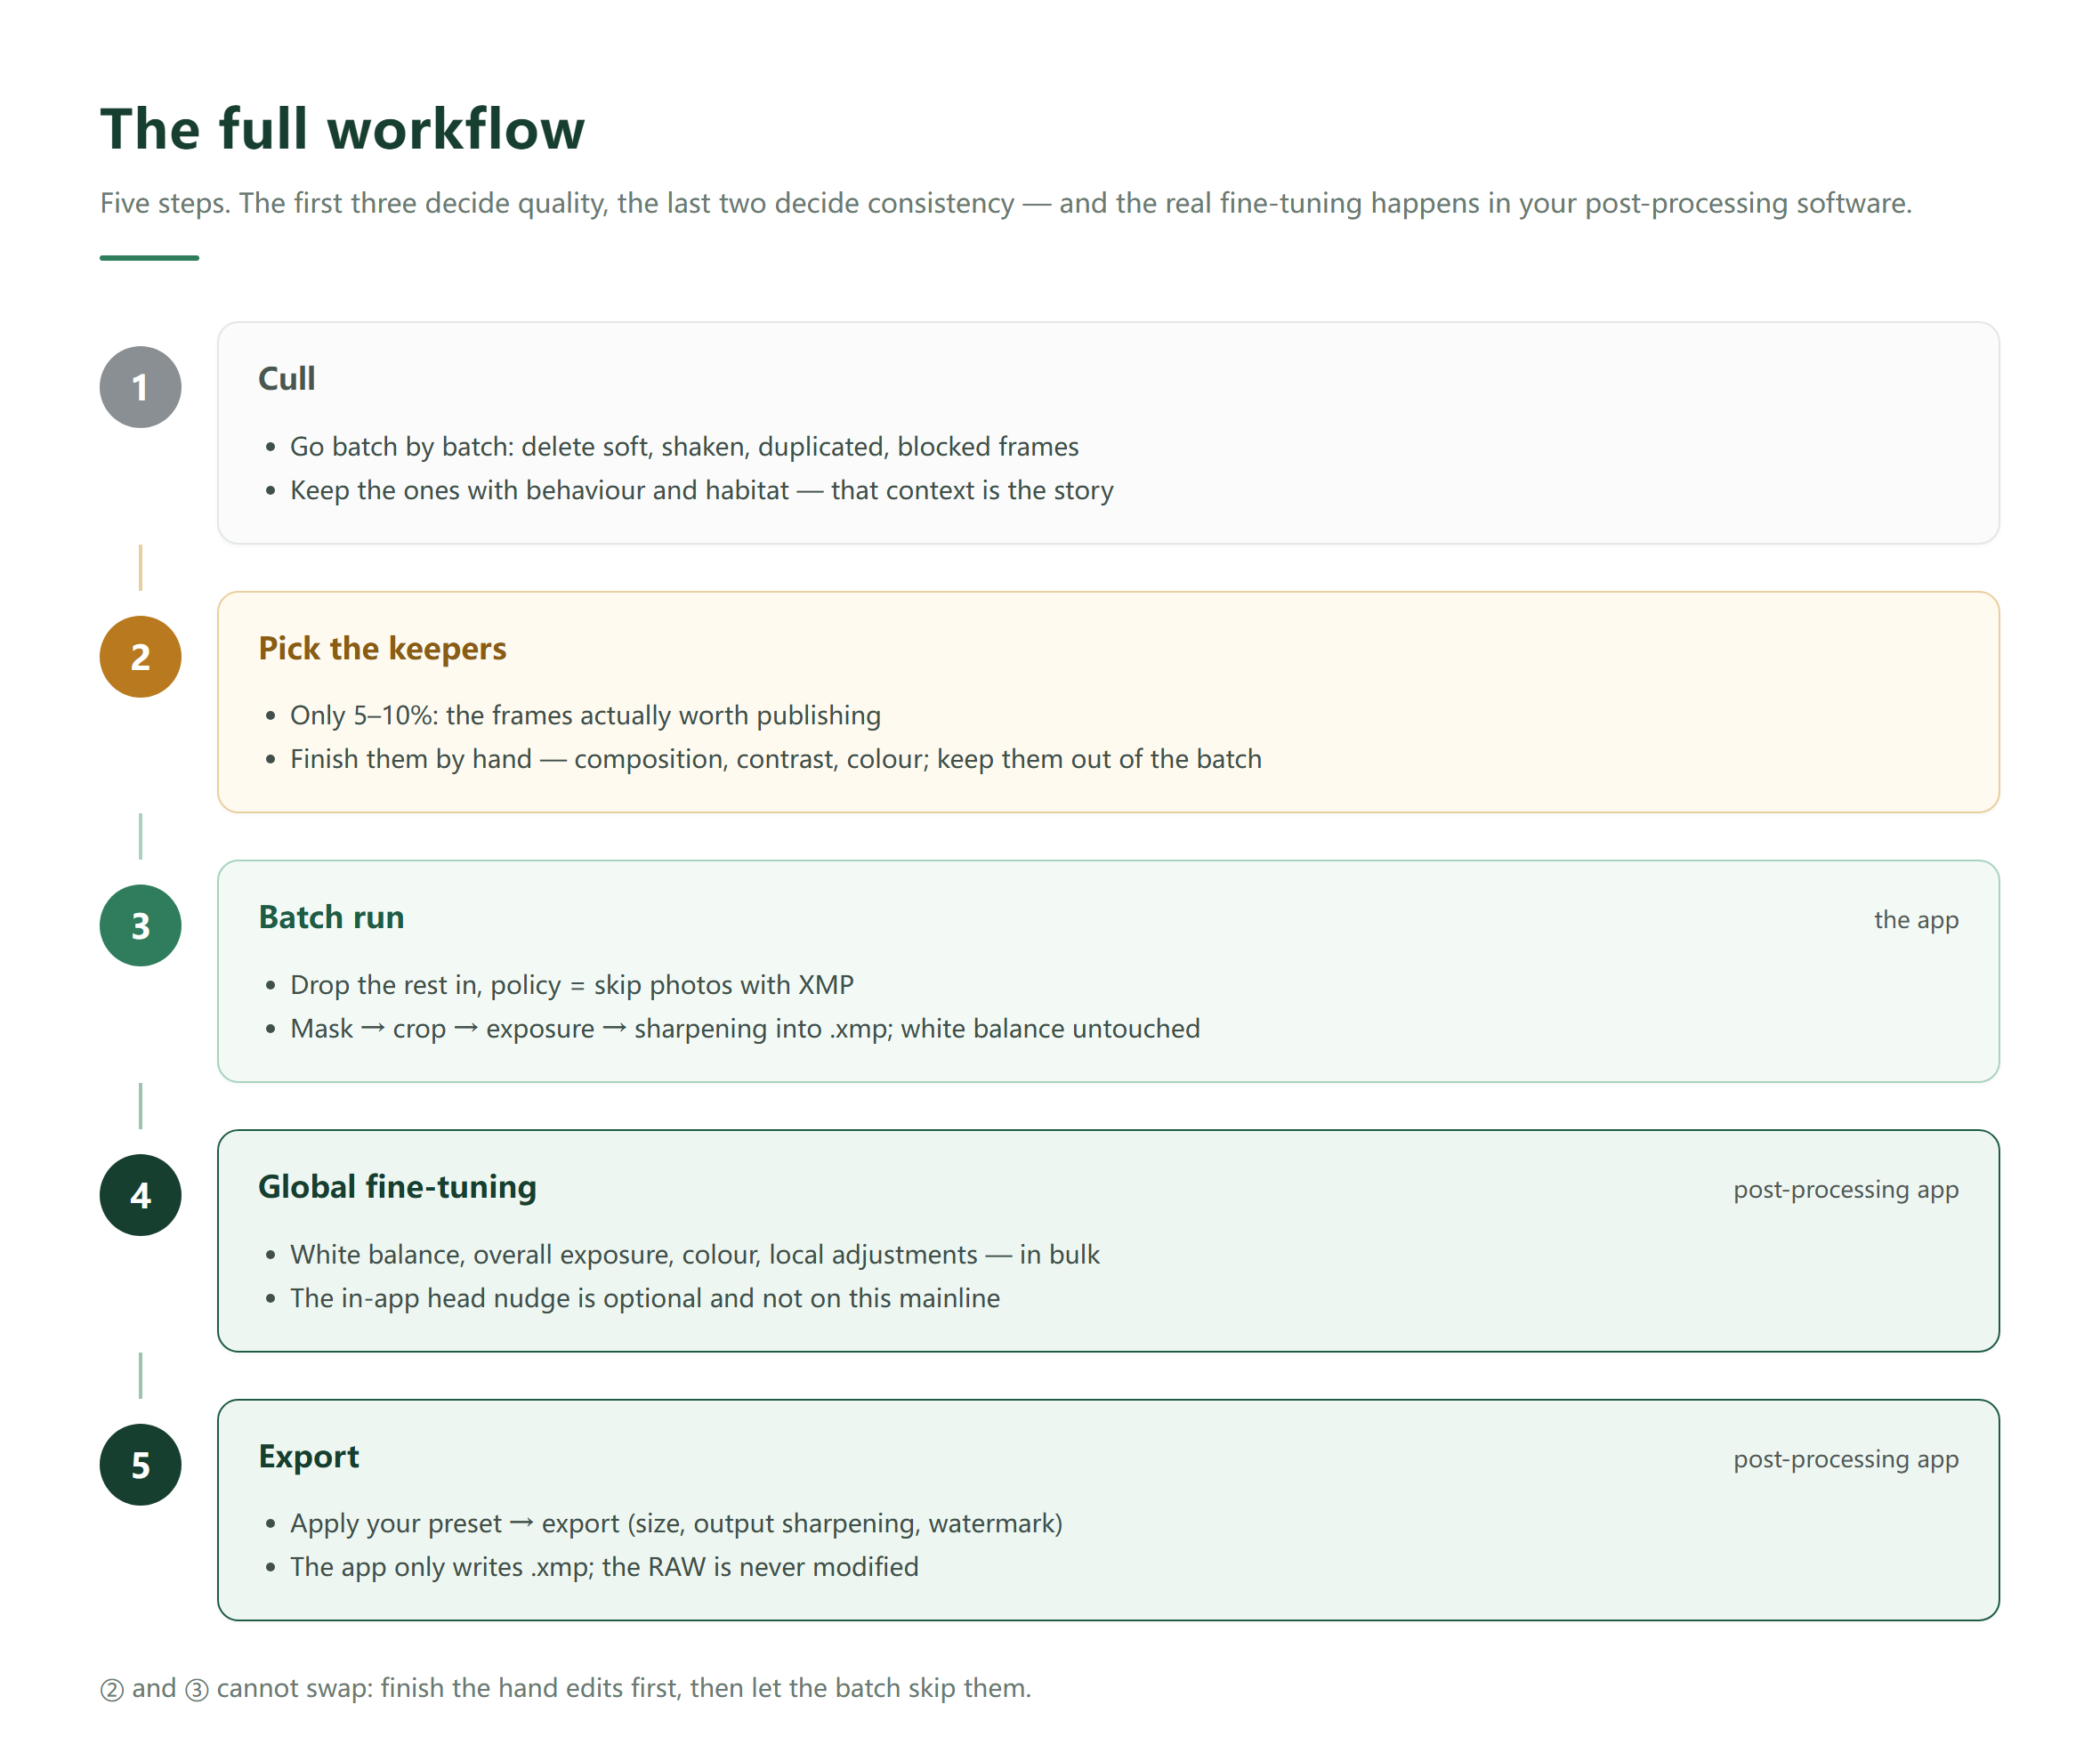 The full workflow
Five steps. The first three decide quality, the last two decide consistency — and the real fine-tuning happens in your post-processing software.
1
Cull
• Go batch by batch: delete soft, shaken, duplicated, blocked frames
• Keep the ones with behaviour and habitat — that context is the story
2
Pick the keepers
• Only 5–10%: the frames actually worth publishing
• Finish them by hand — composition, contrast, colour; keep them out of the batch
3
Batch run
the app
• Drop the rest in, policy = skip photos with XMP
• Mask → crop → exposure → sharpening into .xmp; white balance untouched
4
Global fine-tuning
post-processing app
• White balance, overall exposure, colour, local adjustments — in bulk
• The in-app head nudge is optional and not on this mainline
5
Export
post-processing app
• Apply your preset → export (size, output sharpening, watermark)
• The app only writes .xmp; the RAW is never modified
② and ③ cannot swap: finish the hand edits first, then let the batch skip them.